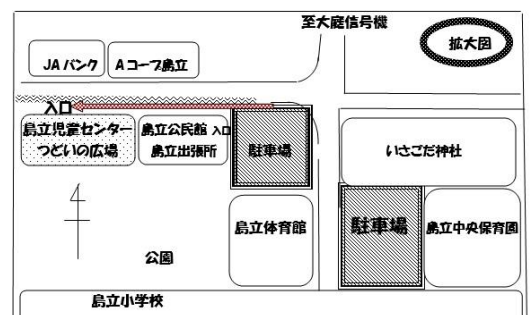 至大庭信号機
拡大図
JAバンク
Aコープ島立
入口
島立児童センター
つどいの広場
島立公民館 入口
島立出張所
駐車場
いさごだ神社
島立体育館
駐車場
島立中央保育園
公園
島立小学校